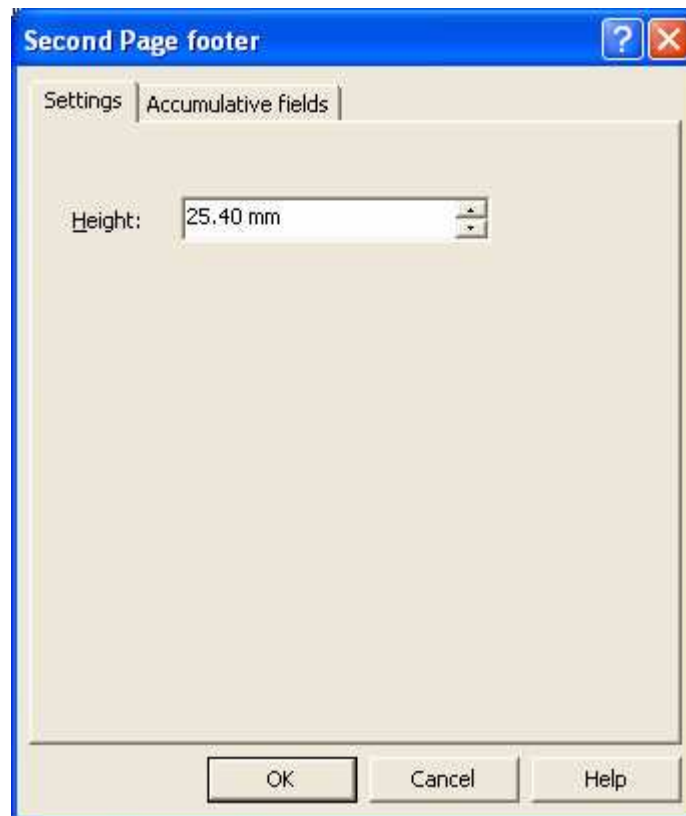 Second Page footer
Settings Accumulative fields
Height: 25.40 mm
OK Cancel Help